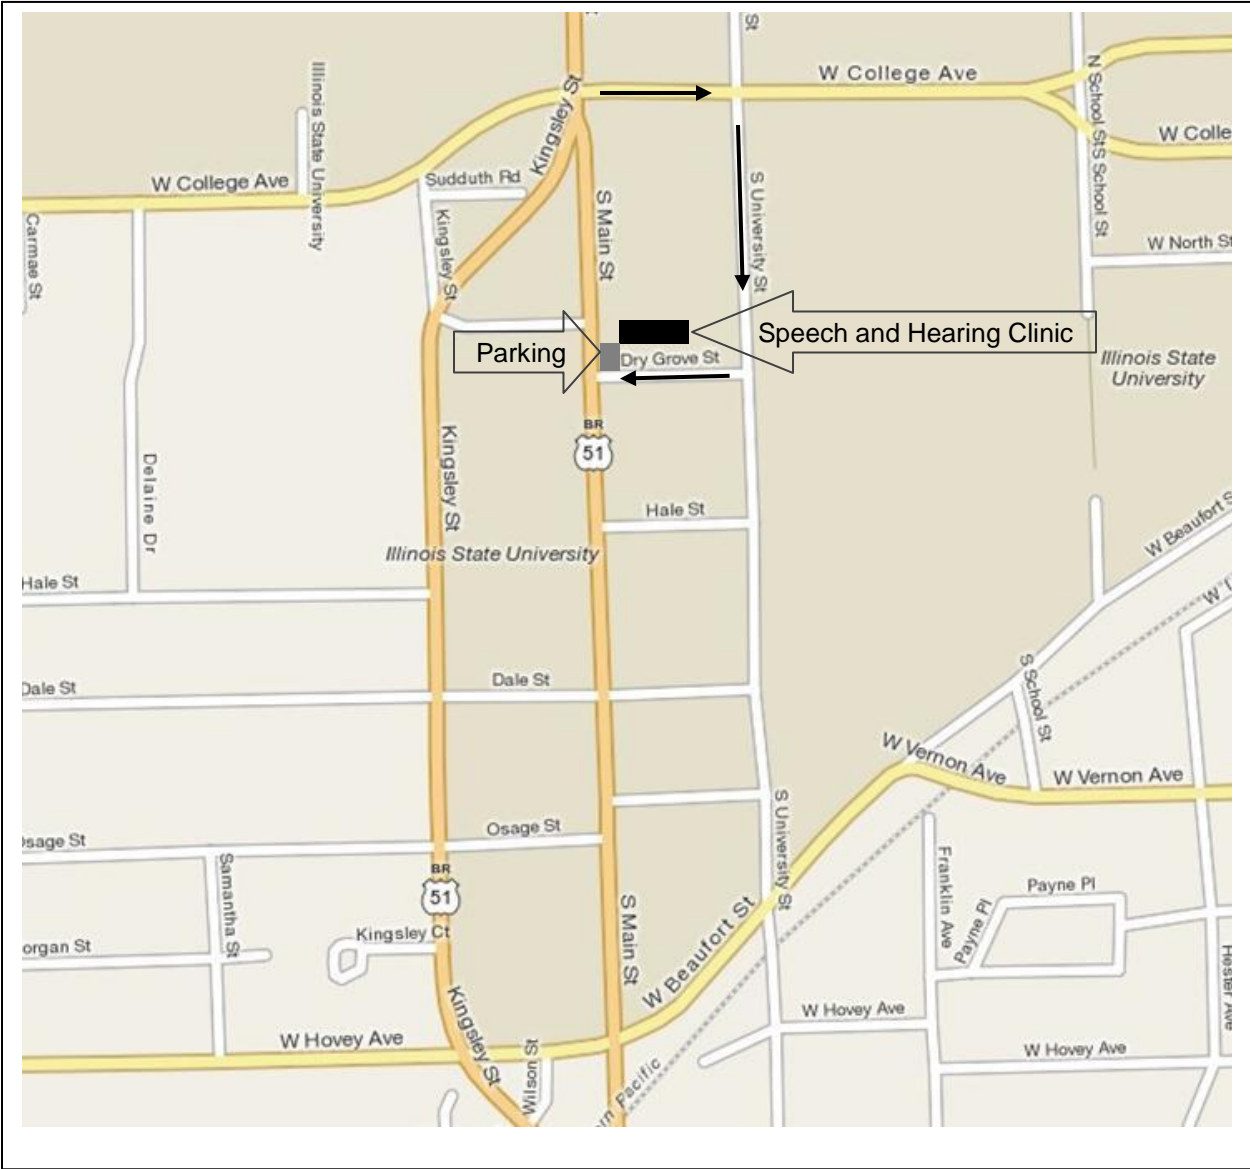 St
W College Ave
Kingsley St
N School St
S School St
W Colle
Illinois State University
W College Ave
Sudduth Rd
S Main St
S University St
Carmae St
Kingsley St
W North St
Parking
Speech and Hearing Clinic
Dry Grove St
Illinois State
University
BR
51
Kingsley St
Delaine Dr
Hale St
W Beaufort S
Illinois State University
Hale St
W
Dale St
Dale St
S School St
W Vernon Ave
W Vernon Ave
S University St
Osage St
sage St
Samantha St
BR
51
Franklin Ave
Payne Pl
Payne Pl
S Main St
W Beaufort St
Kingsley Ct
organ St
Hester Ave
Kingsley St
W Hovey Ave
W Hovey Ave
Wilson St
W Hovey Ave
rn Pacific